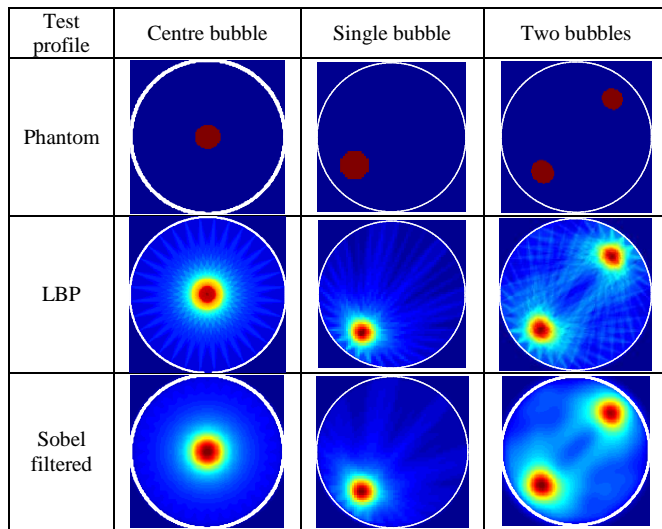 Test profile
Centre bubble
Single bubble
Two bubbles
Phantom
LBP
Sobel filtered